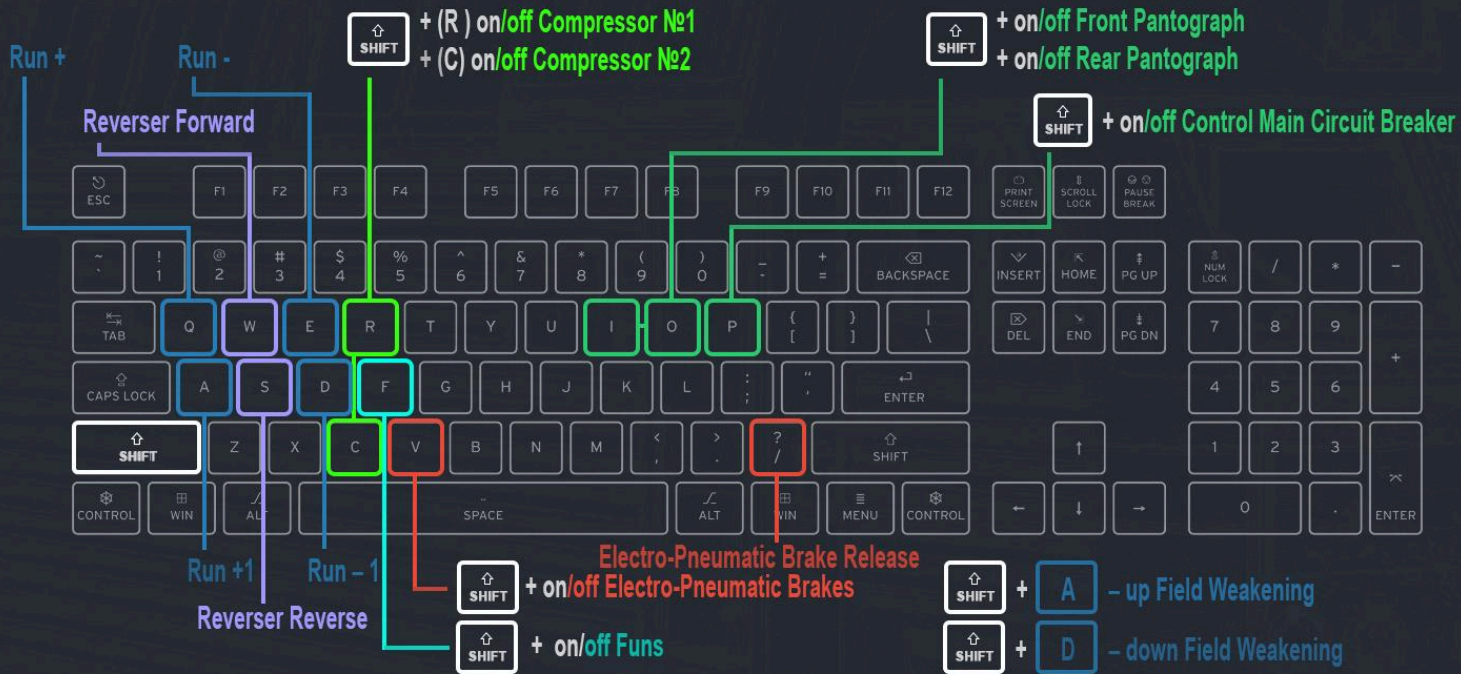 SHIFT + (R ) on/off Compressor №1
+ (C) on/off Compressor №2
SHIFT + on/off Front Pantograph
+ on/off Rear Pantograph
Run +
Run -
SHIFT + on/off Control Main Circuit Breaker
Reverser Forward
ESC F1 F2 F3 F4 F5 F6 F7 F8 F9 F10 F11 F12 PRINT SCREEN SCROLL LOCK PAUSE BREAK
~ ` ! 1 @ 2 # 3 $ 4 % 5 ^ 6 & 7 * 8 ( 9 ) 0 _ - + = BACKSPACE INSERT HOME PG UP NUM LOCK / * -
TAB Q W E R T Y U I O P { [ } ] | \ DEL END PG DN 7 8 9 +
CAPS LOCK A S D F G H J K L : ; " ' ENTER 4 5 6
SHIFT Z X C V B N M < , > . ? / SHIFT ↑ 1 2 3 ENTER
CONTROL WIN ALT SPACE ALT WIN MENU CONTROL ← ↓ → 0 .
Run +1
Run – 1
Reverser Reverse
Electro-Pneumatic Brake Release
SHIFT + on/off Electro-Pneumatic Brakes
SHIFT + on/off Funs
SHIFT + A – up Field Weakening
SHIFT + D – down Field Weakening